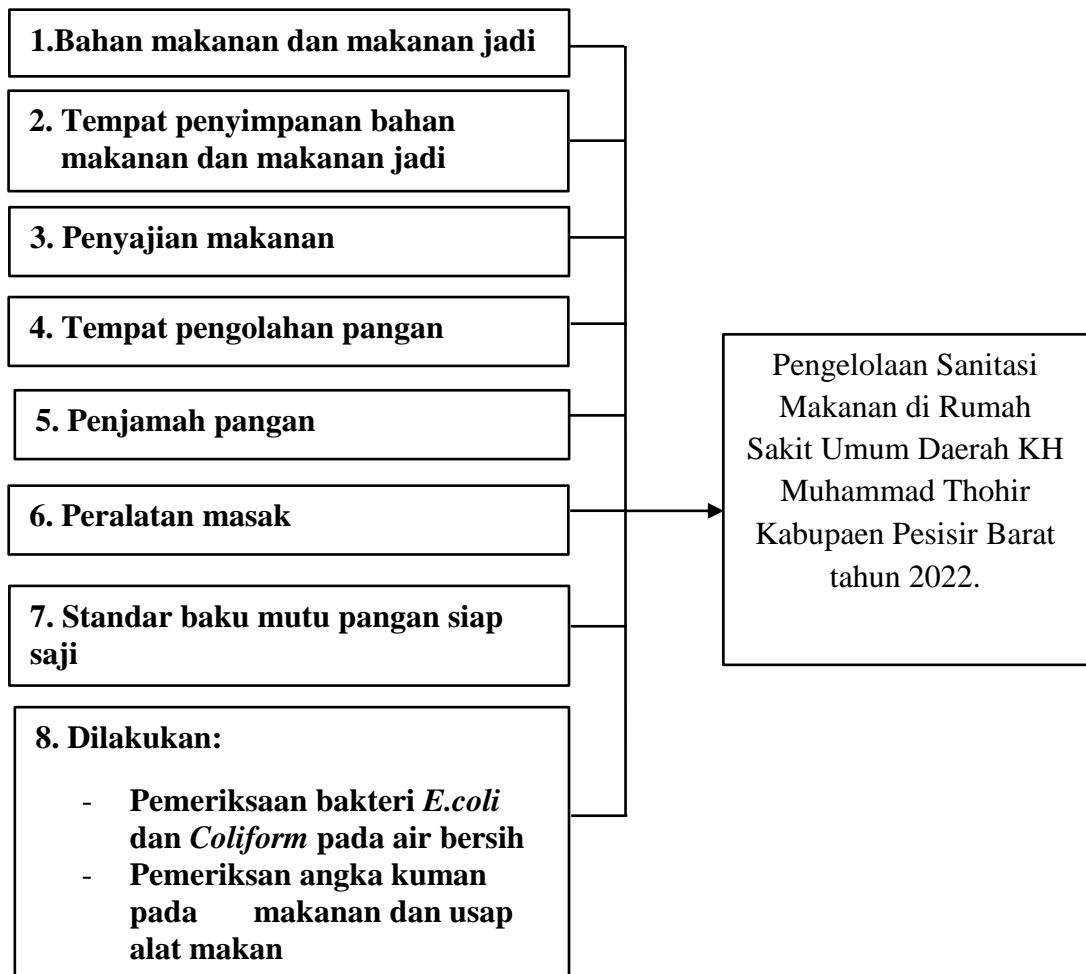 1.Bahan makanan dan makanan jadi
2. Tempat penyimpanan bahan
makanan dan makanan jadi
3. Penyajian makanan
4. Tempat pengolahan pangan
5. Penjamah pangan
6. Peralatan masak
7. Standar baku mutu pangan siap
saji
8. Dilakukan:
- Pemeriksaan bakteri E.coli
dan Coliform pada air bersih
- Pemeriksan angka kuman
pada makanan dan usap
alat makan
Pengelolaan Sanitasi
Makanan di Rumah
Sakit Umum Daerah KH
Muhammad Thohir
Kabupaen Pesisir Barat
tahun 2022.